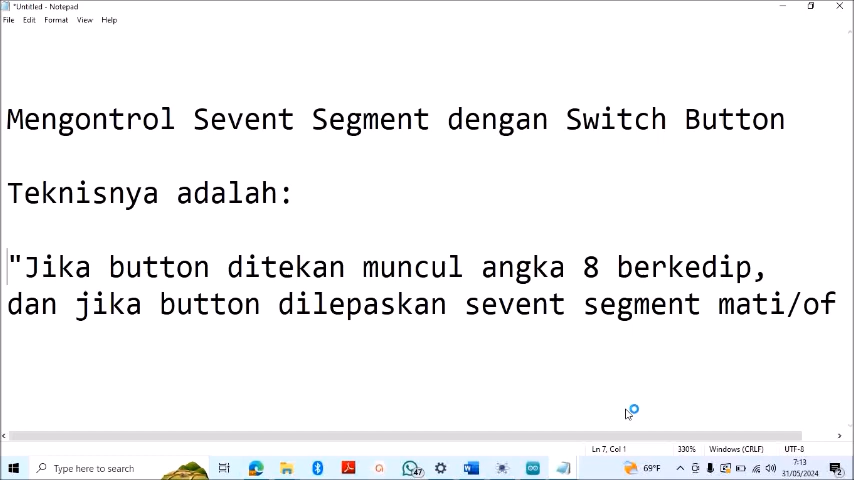 *Untitled - Notepad
File Edit Format View Help
Mengontrol Sevent Segment dengan Switch Button
Teknisnya adalah:
"Jika button ditekan muncul angka 8 berkedip,
dan jika button dilepaskan sevent segment mati/of
Ln 7, Col 1 330% Windows (CRLF) UTF-8
Type here to search
47
69°F
7:13
31/05/2024
2